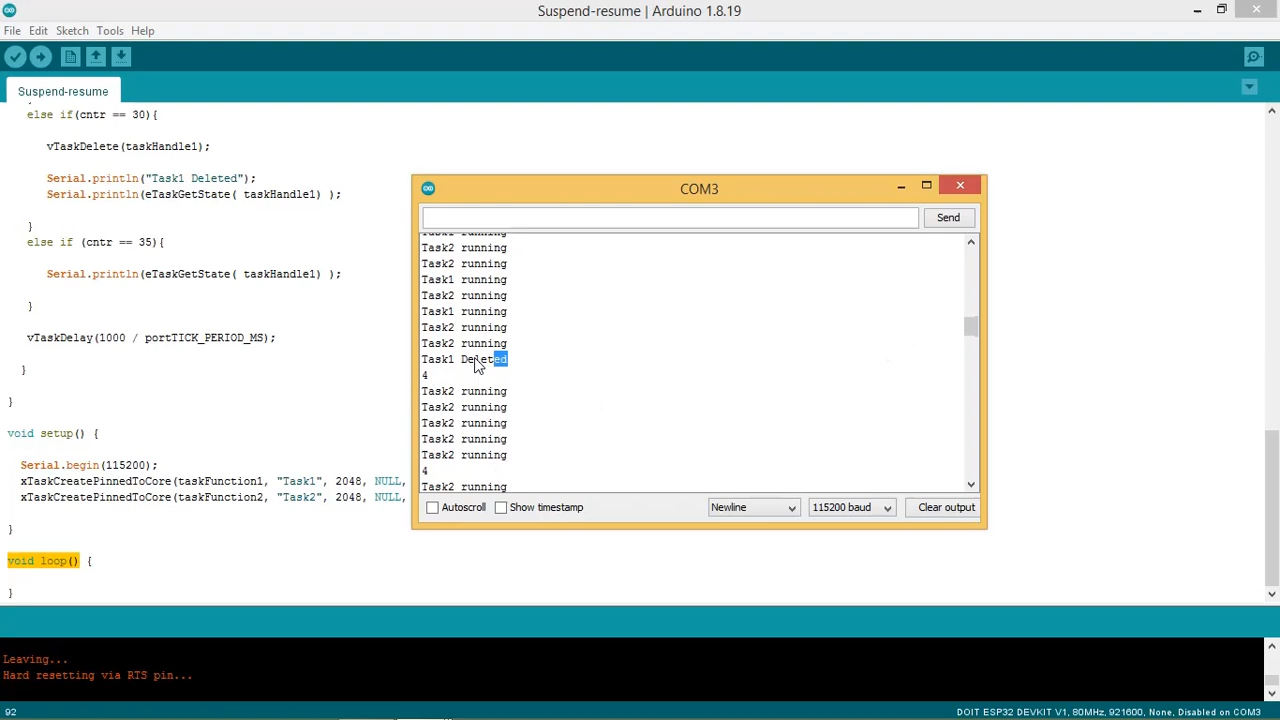 Suspend-resume | Arduino 1.8.19
File Edit Sketch Tools Help
Suspend-resume
else if(cntr == 30){
vTaskDelete(taskHandle1);
Serial.println("Task1 Deleted");
Serial.println(eTaskGetState( taskHandle1) );
}
else if (cntr == 35){
Serial.println(eTaskGetState( taskHandle1) );
}
vTaskDelay(1000 / portTICK_PERIOD_MS);
}
}
void setup() {
Serial.begin(115200);
xTaskCreatePinnedToCore(taskFunction1, "Task1", 2048, NULL,
xTaskCreatePinnedToCore(taskFunction2, "Task2", 2048, NULL,
}
void loop() {
}
COM3
Send
Task1 running
Task2 running
Task2 running
Task1 running
Task2 running
Task1 running
Task2 running
Task2 running
Task1 Deleted
4
Task2 running
Task2 running
Task2 running
Task2 running
Task2 running
4
Task2 running
Autoscroll Show timestamp Newline 115200 baud Clear output
Leaving...
Hard resetting via RTS pin...
92 DOIT ESP32 DEVKIT V1, 80MHz, 921600, None, Disabled on COM3